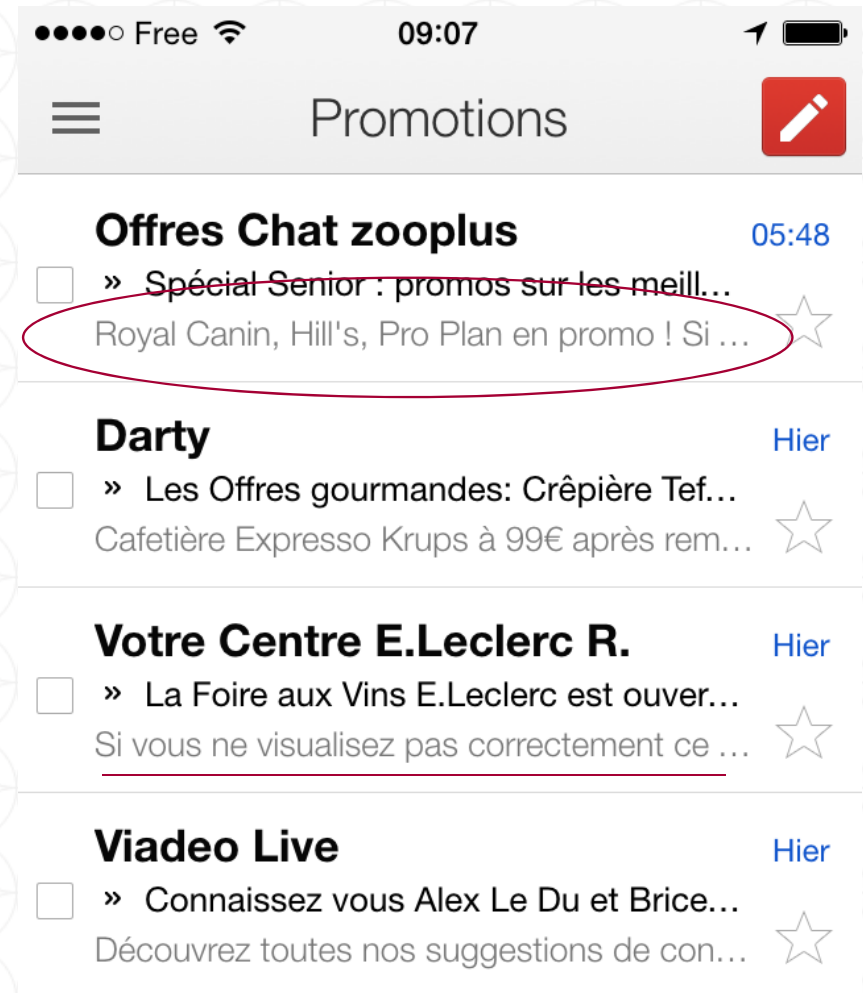 Free 09:07
Promotions
Offres Chat zooplus 05:48
» Spécial Senior : promos sur les meill...
Royal Canin, Hill's, Pro Plan en promo ! Si ...
Darty Hier
» Les Offres gourmandes: Crêpière Tef...
Cafetière Expresso Krups à 99€ après rem...
Votre Centre E.Leclerc R. Hier
» La Foire aux Vins E.Leclerc est ouver...
Si vous ne visualisez pas correctement ce ...
Viadeo Live Hier
» Connaissez vous Alex Le Du et Brice...
Découvrez toutes nos suggestions de con...